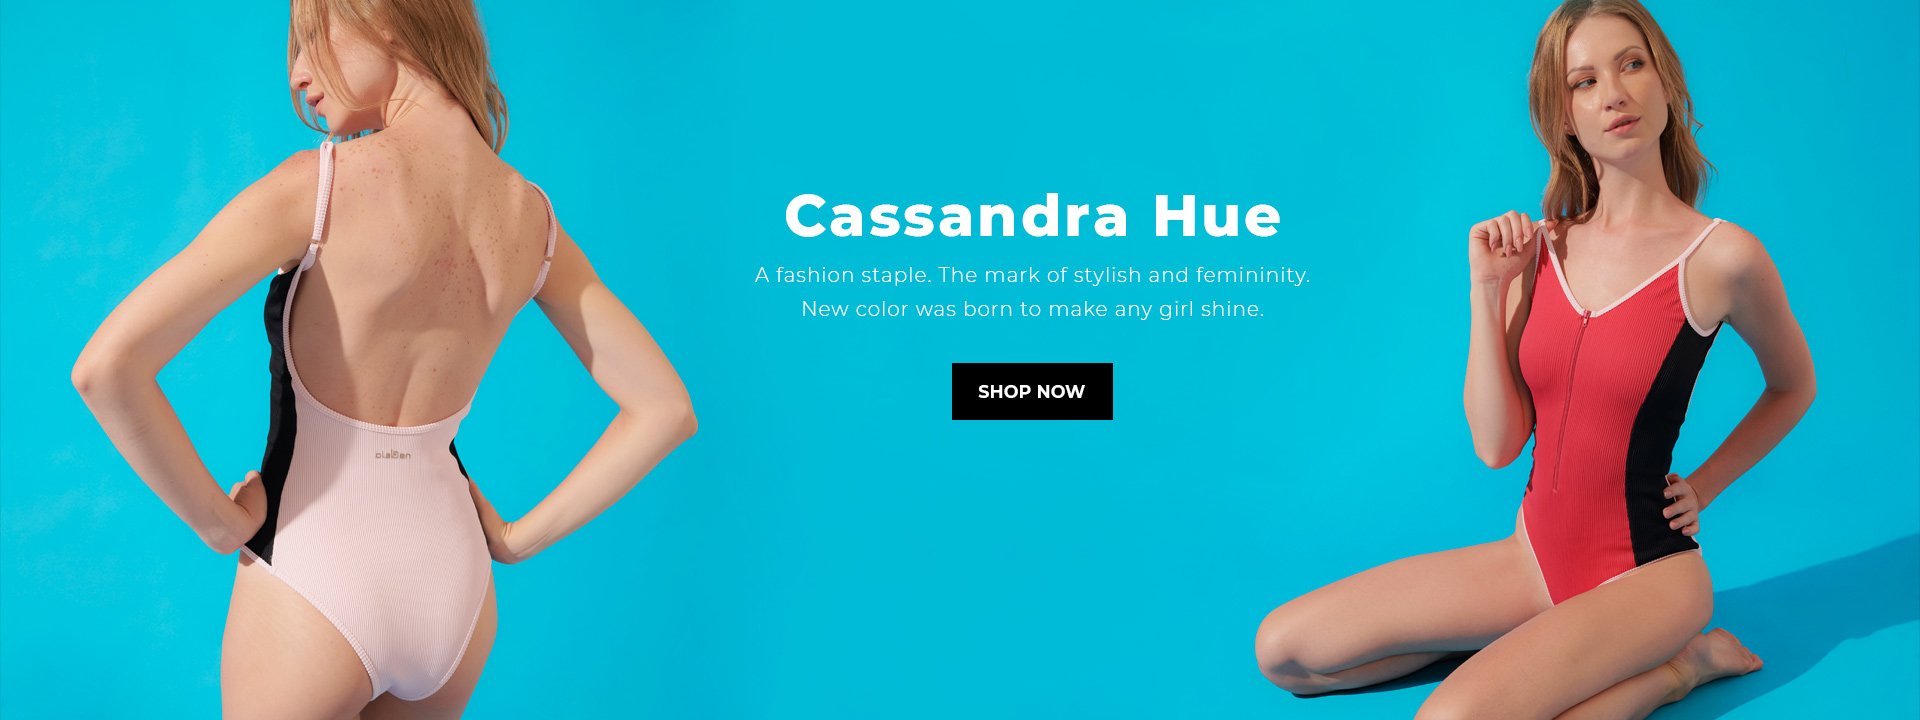 Cassandra Hue
A fashion staple. The mark of stylish and femininity.
New color was born to make any girl shine.
SHOP NOW